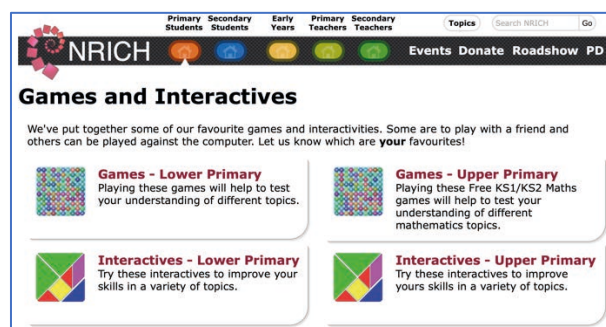 Primary Students
Secondary Students
Early Years
Primary Teachers
Secondary Teachers
Topics
Search NRICH
Go
NRICH
Events Donate Roadshow PD
Games and Interactives
We've put together some of our favourite games and interactivities. Some are to play with a friend and
others can be played against the computer. Let us know which are your favourites!
Games - Lower Primary
Playing these games will help to test
your understanding of different topics.
Games - Upper Primary
Playing these Free KS1/KS2 Maths
games will help to test your
understanding of different
mathematics topics.
Interactives - Lower Primary
Try these interactives to improve your
skills in a variety of topics.
Interactives - Upper Primary
Try these interactives to improve
yours skills in a variety of topics.